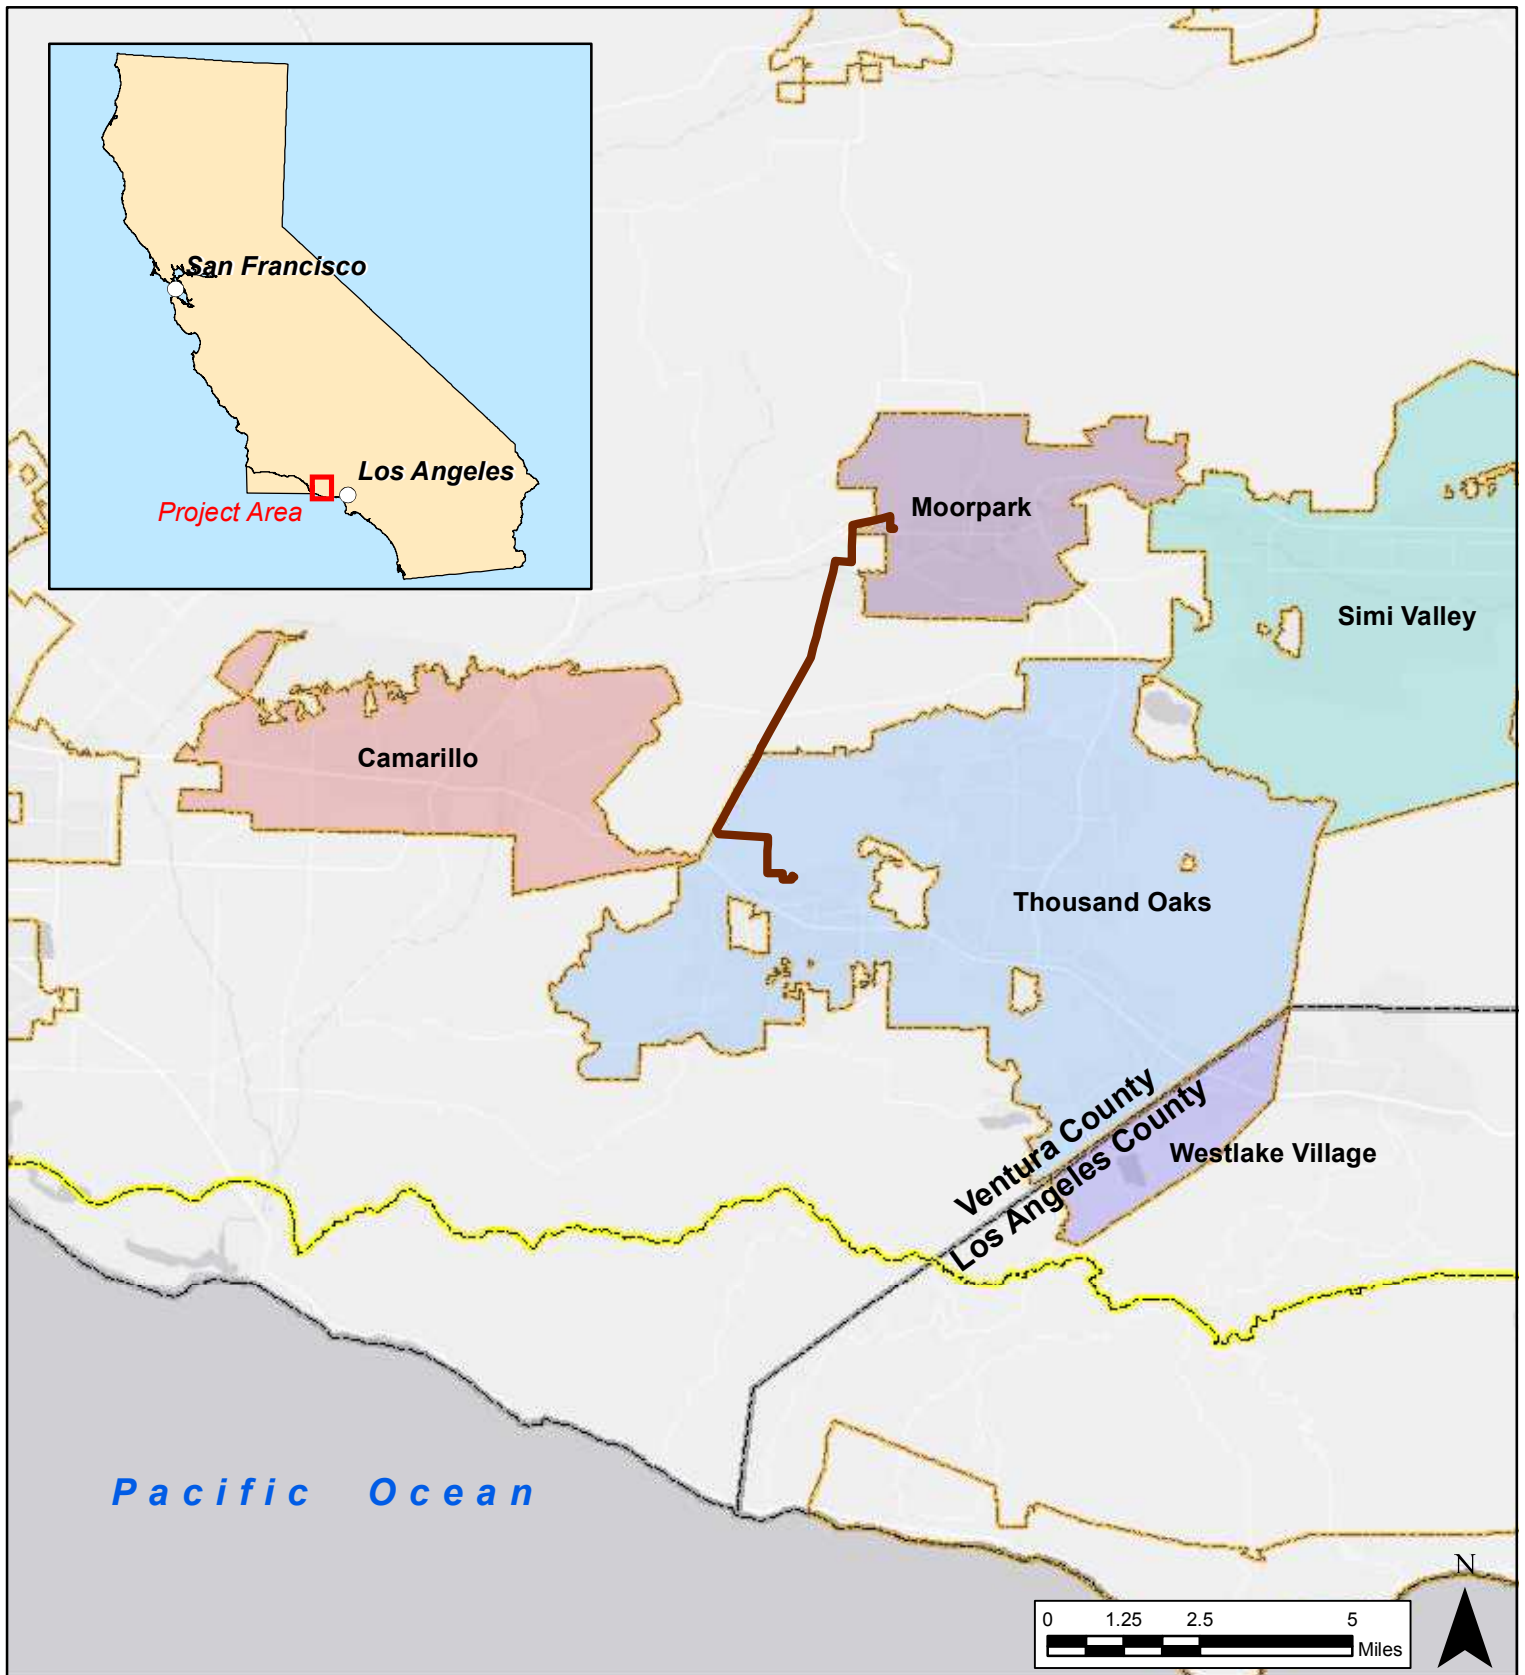 San Francisco
Los Angeles
Project Area
Moorpark
Simi Valley
Camarillo
Thousand Oaks
Ventura County
Los Angeles County
Westlake Village
Pacific Ocean
N
0 1.25 2.5 5
Miles